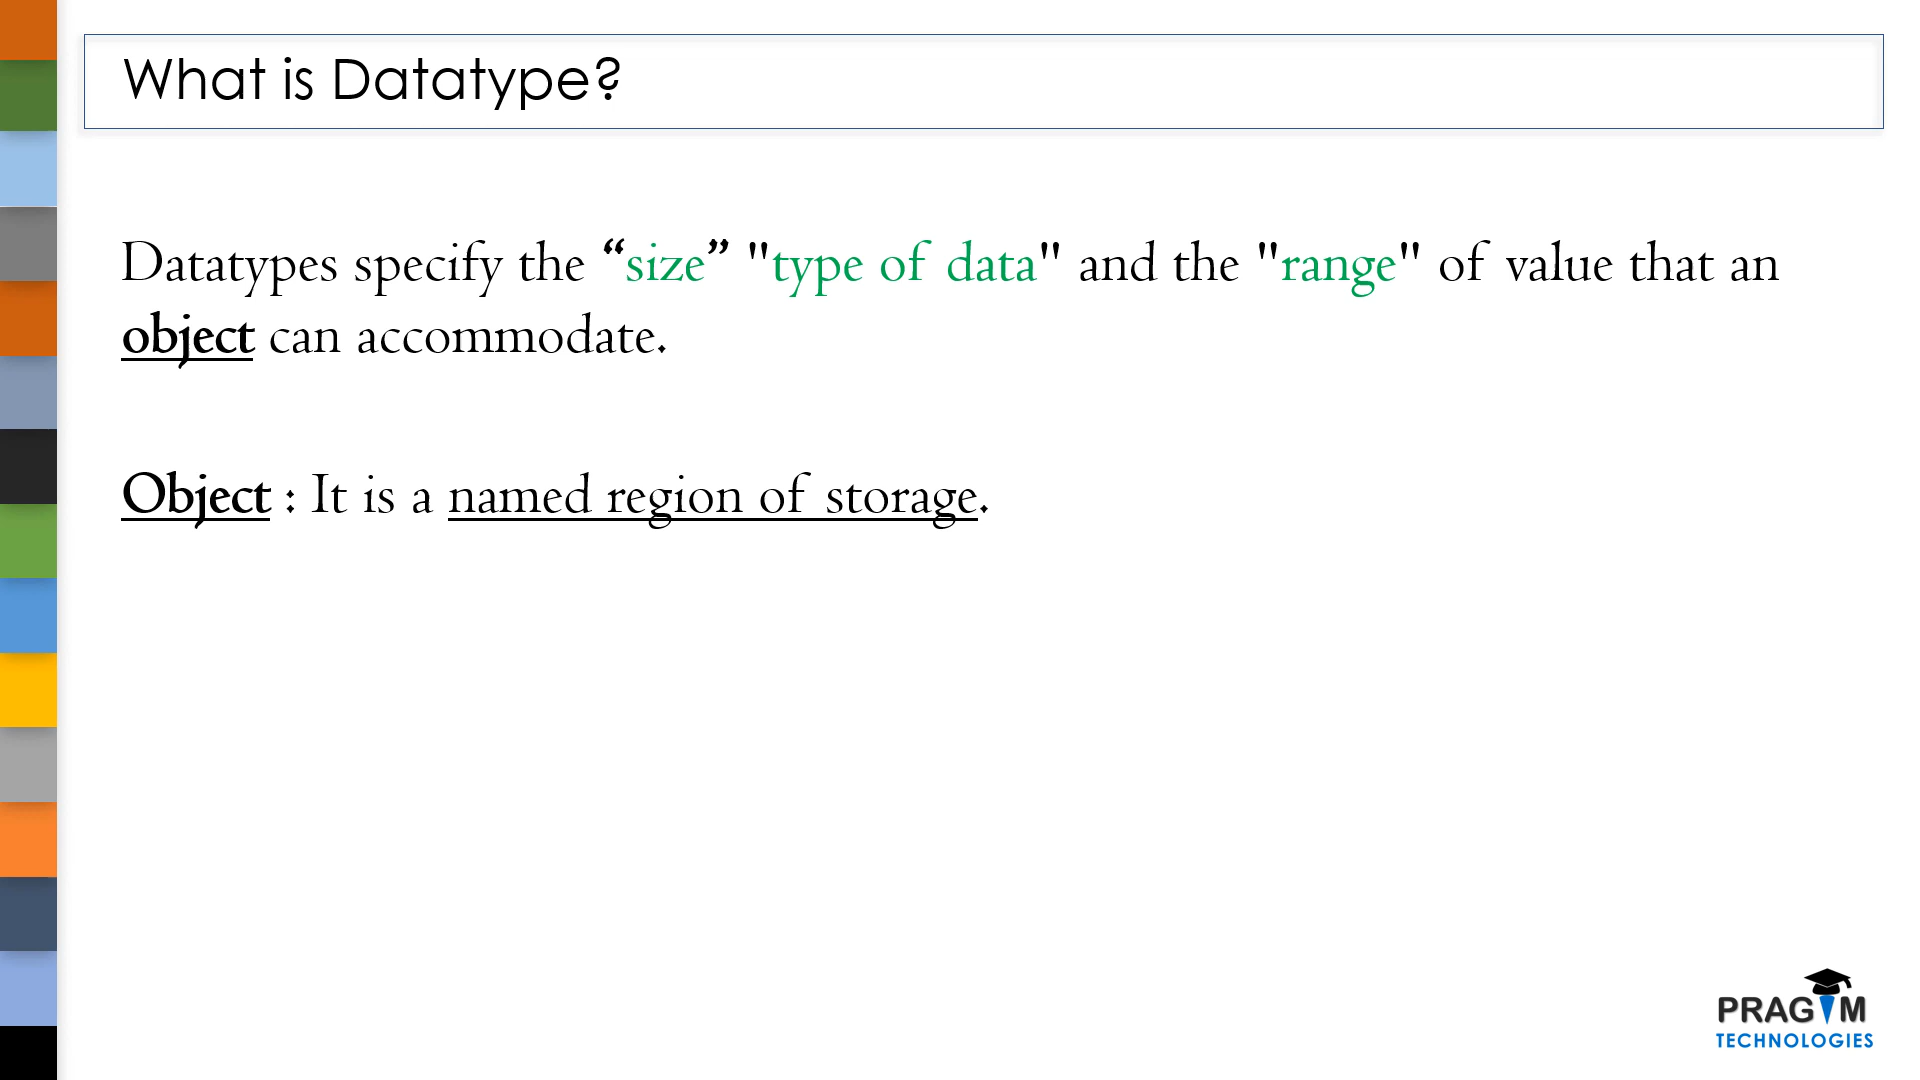 What is Datatype?
Datatypes specify the “size” "type of data" and the "range" of value that an
object can accommodate.
Object : It is a named region of storage.
PRAGIM
TECHNOLOGIES